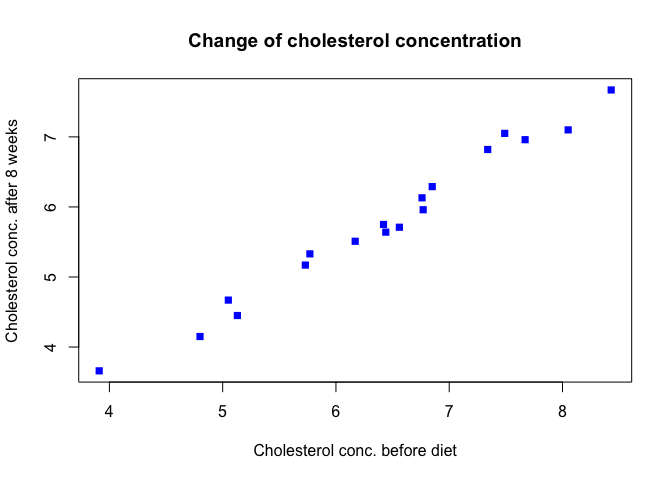 Change of cholesterol concentration
Cholesterol conc. after 8 weeks
7
6
5
4
4 5 6 7 8
Cholesterol conc. before diet